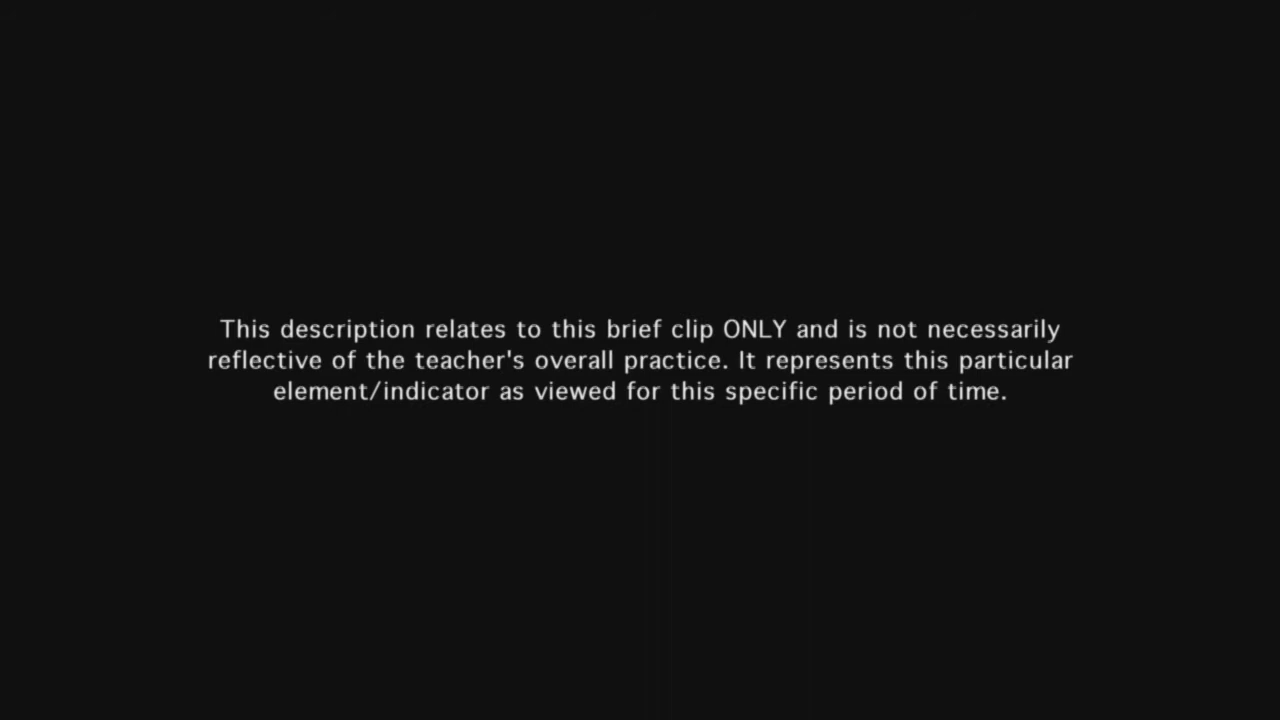 This description relates to this brief clip ONLY and is not necessarily
reflective of the teacher's overall practice. It represents this particular
element/indicator as viewed for this specific period of time.